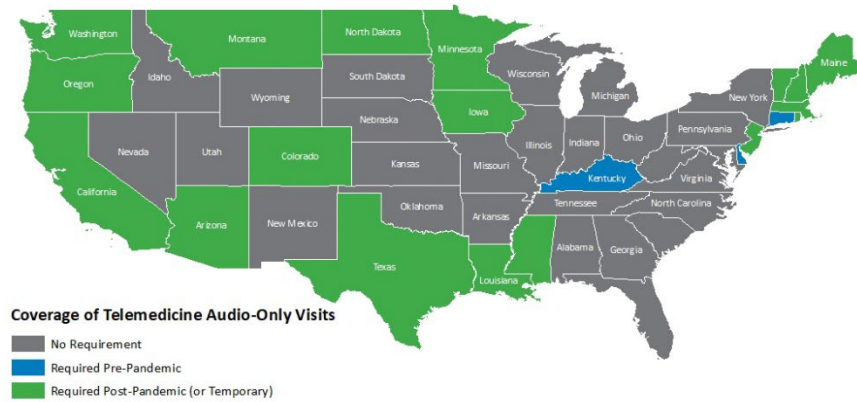 Washington
Montana
North Dakota
Minnesota
Maine
Oregon
Idaho
Wyoming
South Dakota
Wisconsin
Michigan
New York
Iowa
Nebraska
Pennsylvania
Nevada
Utah
Colorado
Kansas
Missouri
Illinois
Indiana
Ohio
Virginia
Kentucky
California
Arizona
New Mexico
Oklahoma
Arkansas
Tennessee
North Carolina
Texas
Louisiana
Alabama
Georgia
Coverage of Telemedicine Audio-Only Visits
No Requirement
Required Pre-Pandemic
Required Post-Pandemic (or Temporary)